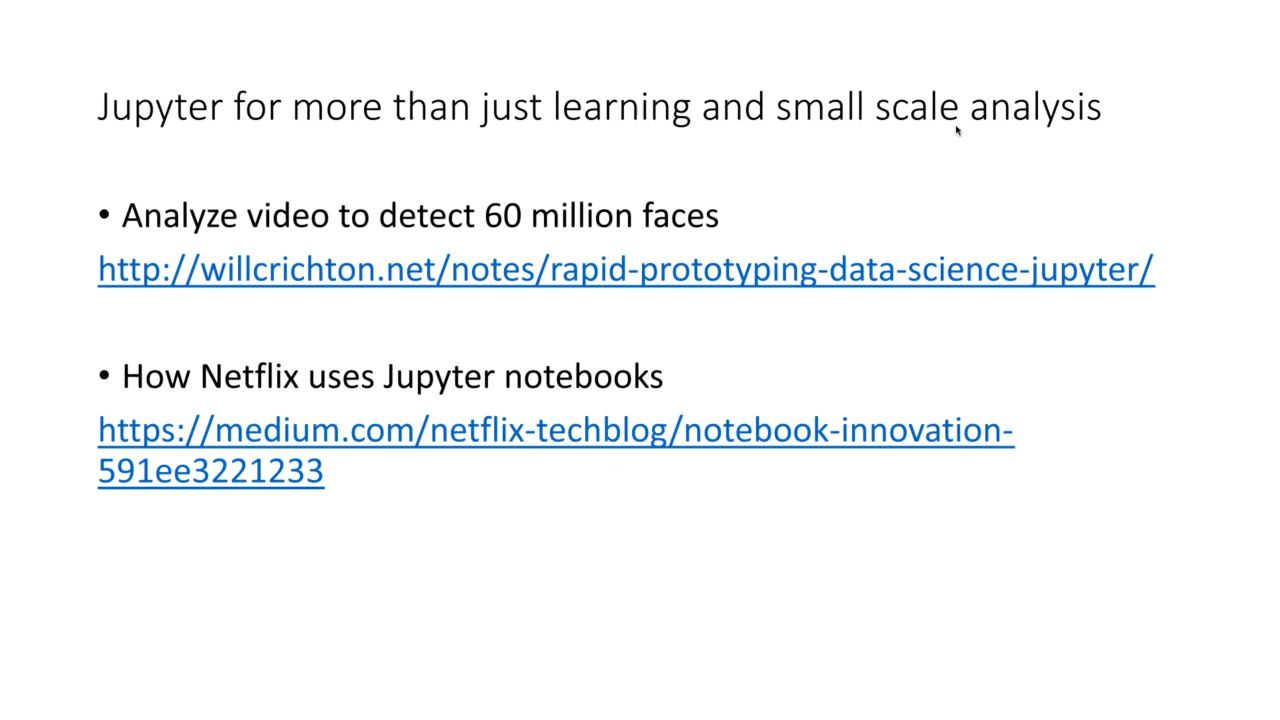 Jupyter for more than just learning and small scale analysis
• Analyze video to detect 60 million faces
http://willcrichton.net/notes/rapid-prototyping-data-science-jupyter/
• How Netflix uses Jupyter notebooks
https://medium.com/netflix-techblog/notebook-innovation-
591ee3221233